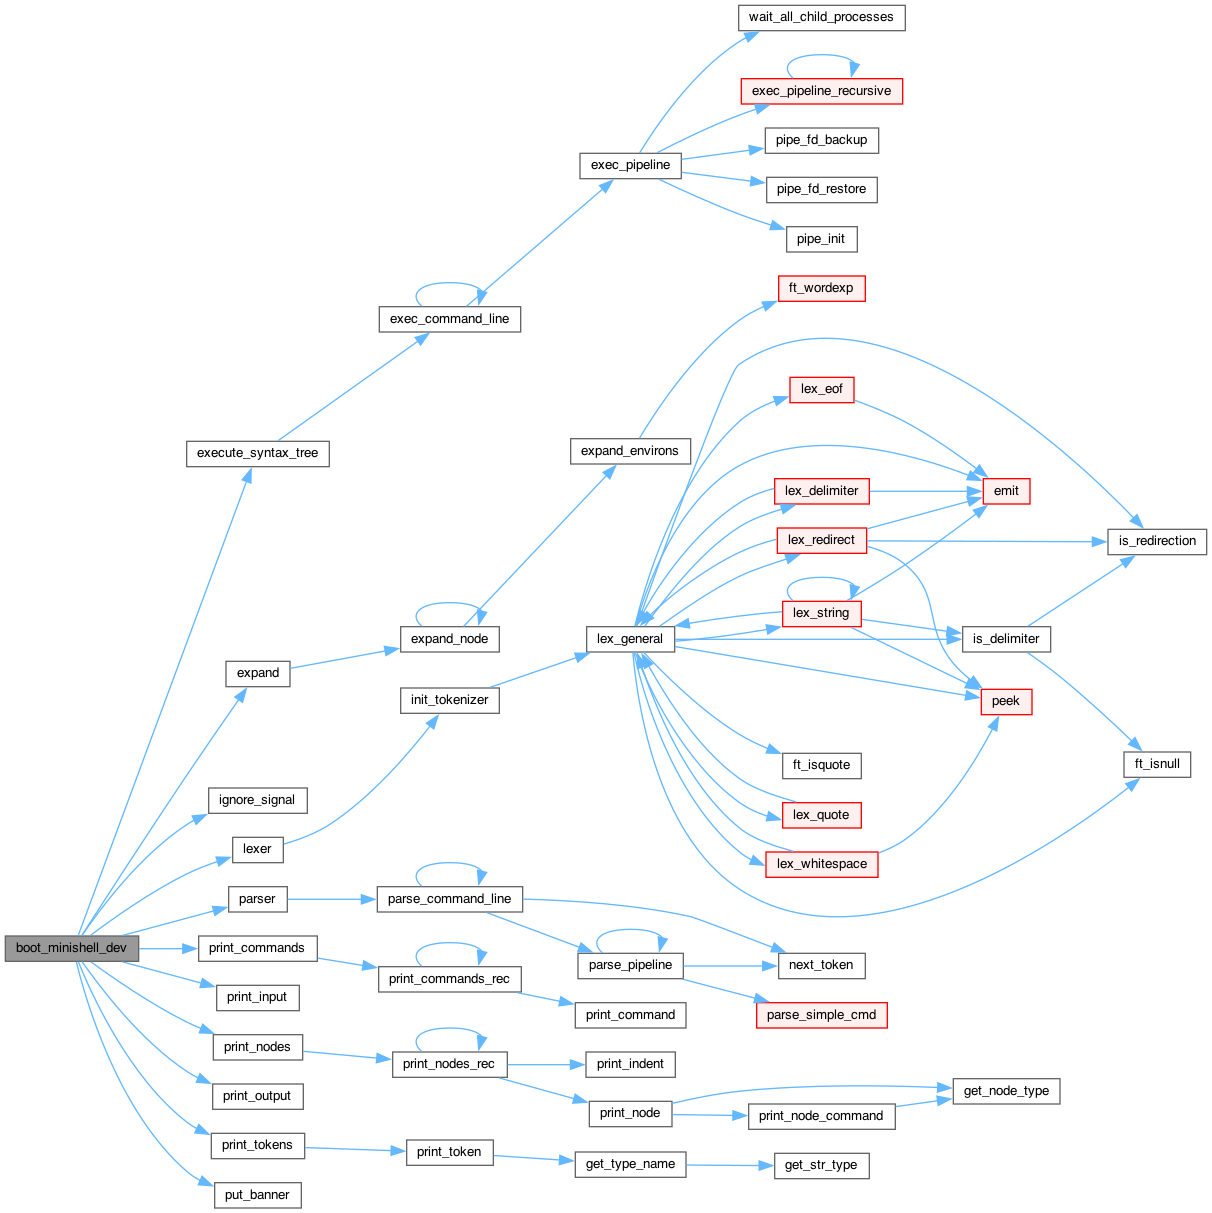 wait_all_child_processes
exec_pipeline_recursive
pipe_fd_backup
exec_pipeline
pipe_fd_restore
pipe_init
ft_wordexp
exec_command_line
lex_eof
execute_syntax_tree
expand_environs
lex_delimiter
emit
lex_redirect
is_redirection
lex_string
expand_node
lex_general
is_delimiter
expand
init_tokenizer
peek
ft_isquote
ft_isnull
ignore_signal
lex_quote
lexer
lex_whitespace
parser
parse_command_line
boot_minishell_dev
print_commands
parse_pipeline
next_token
print_commands_rec
print_input
print_command
parse_simple_cmd
print_nodes
print_nodes_rec
print_indent
print_output
get_node_type
print_node
print_node_command
print_tokens
print_token
get_type_name
get_str_type
put_banner